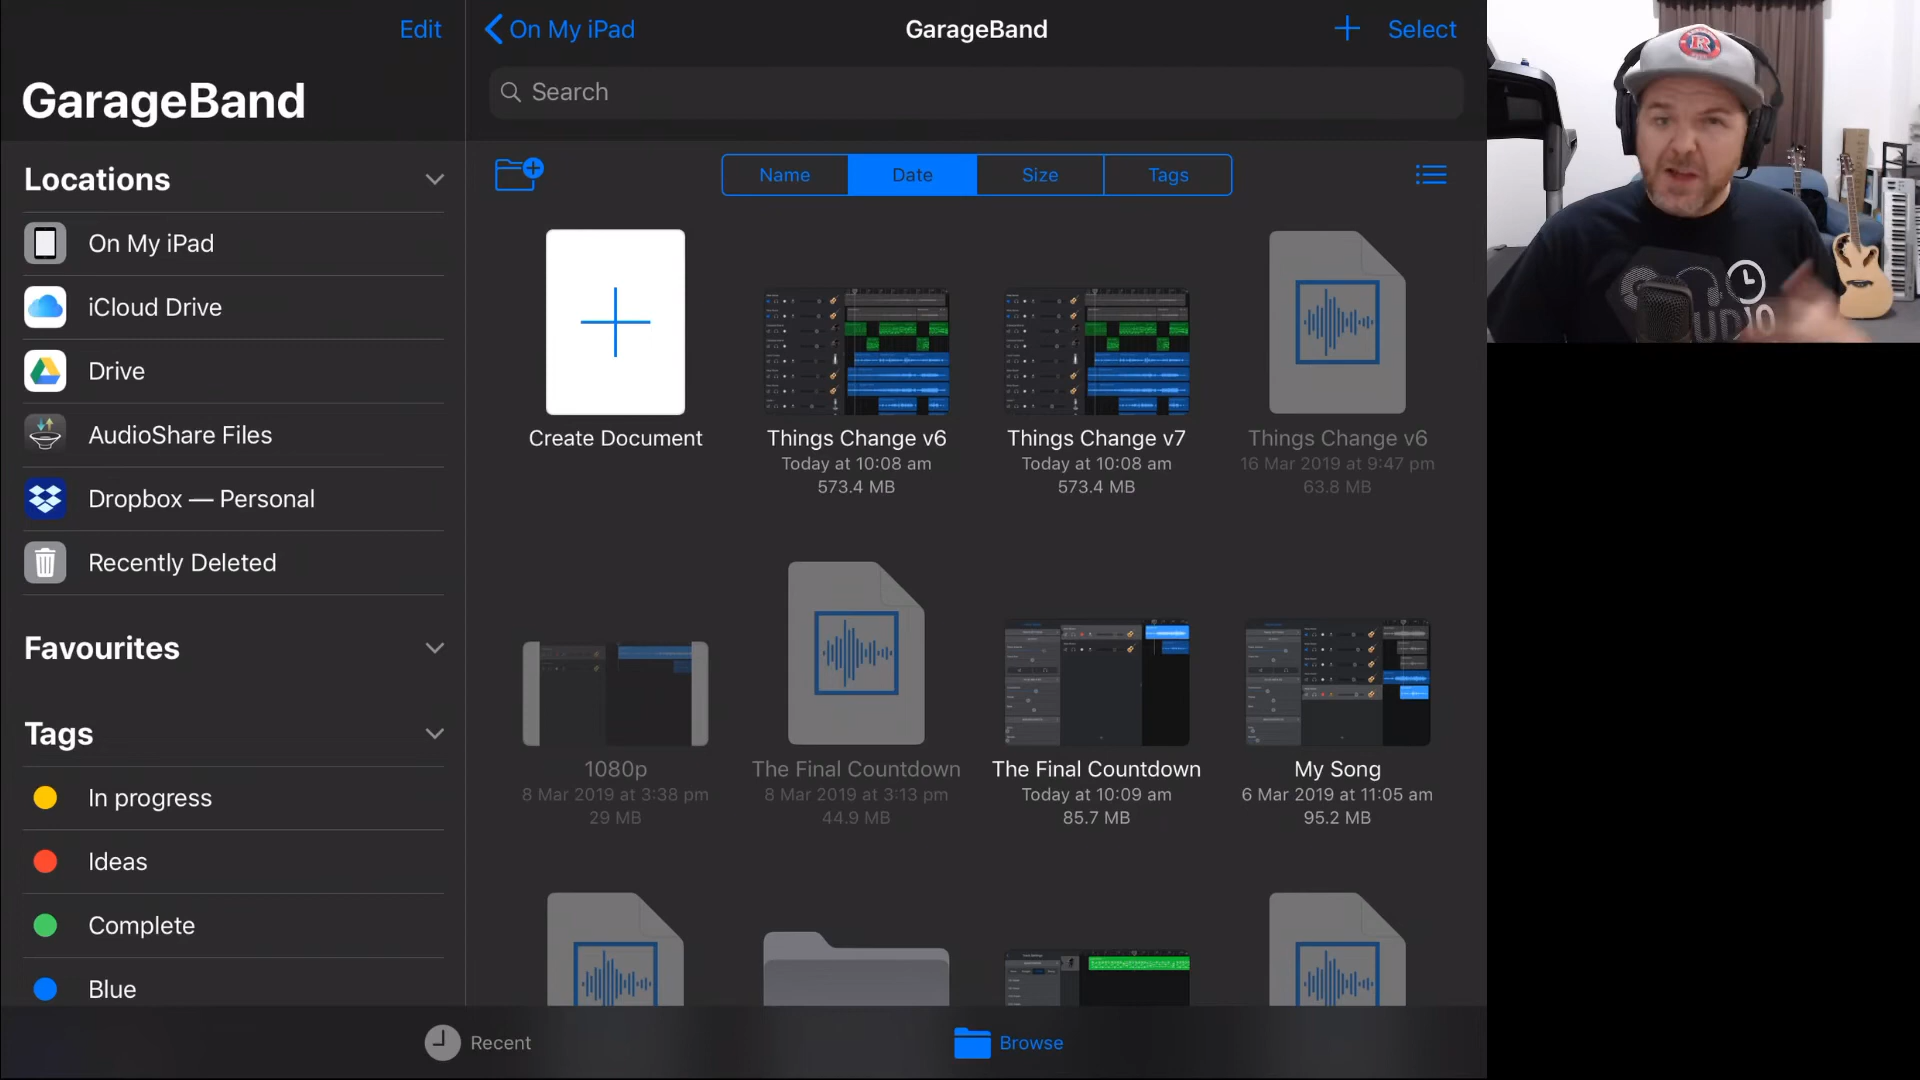 Edit
GarageBand
Locations
On My iPad
iCloud Drive
Drive
AudioShare Files
Dropbox — Personal
Recently Deleted
Favourites
Tags
In progress
Ideas
Complete
Blue
On My iPad
GarageBand
Select
Search
Name
Date
Size
Tags
Create Document
Things Change v6
Today at 10:08 am
573.4 MB
Things Change v7
Today at 10:08 am
573.4 MB
Things Change v6
16 Mar 2019 at 9:47 pm
63.8 MB
1080p
8 Mar 2019 at 3:38 pm
29 MB
The Final Countdown
8 Mar 2019 at 3:13 pm
44.9 MB
The Final Countdown
Today at 10:09 am
85.7 MB
My Song
6 Mar 2019 at 11:05 am
95.2 MB
Recent
Browse
R